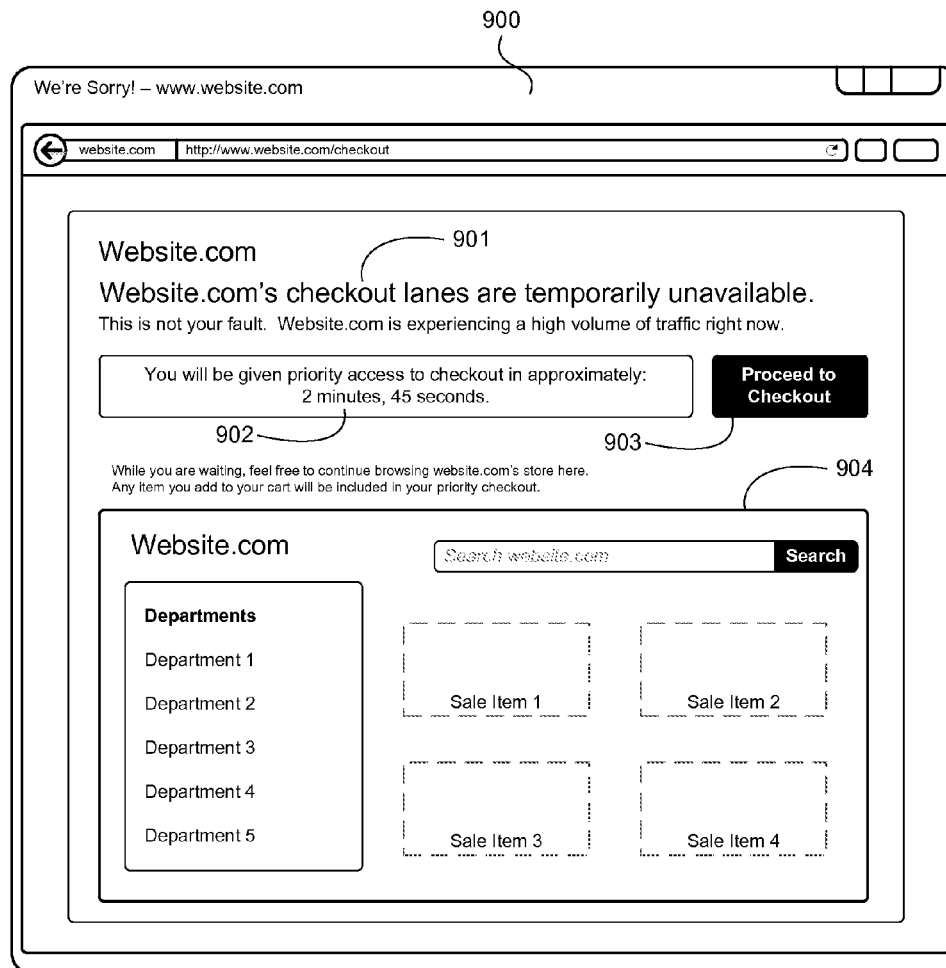 900
We're Sorry! – www.website.com
website.com
http://www.website.com/checkout
Website.com
901
Website.com's checkout lanes are temporarily unavailable.
This is not your fault. Website.com is experiencing a high volume of traffic right now.
You will be given priority access to checkout in approximately:
2 minutes, 45 seconds.
Proceed to
Checkout
902
903
While you are waiting, feel free to continue browsing website.com's store here.
Any item you add to your cart will be included in your priority checkout.
904
Website.com
Search website.com
Search
Departments
Department 1
Department 2
Department 3
Department 4
Department 5
Sale Item 1
Sale Item 2
Sale Item 3
Sale Item 4